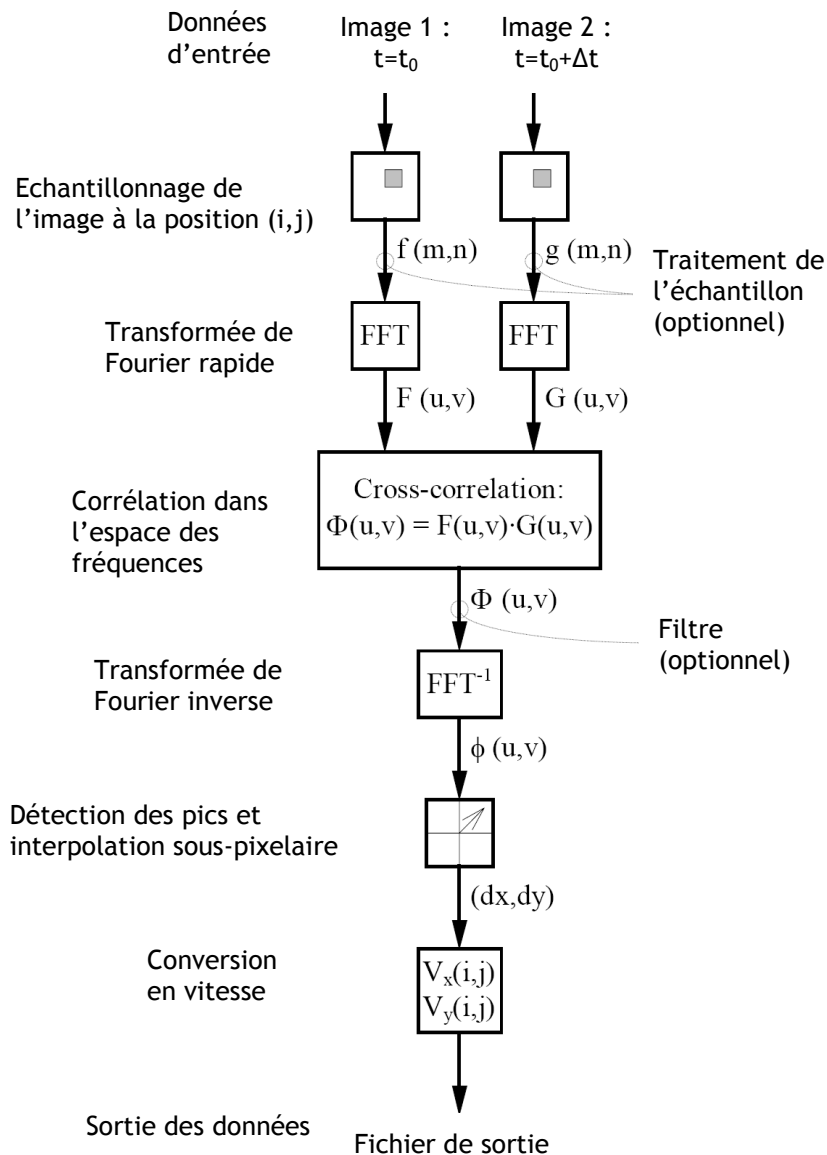 Données
d’entrée
Image 1 :
t=t₀
Image 2 :
t=t₀+Δt
Echantillonnage de
l’image à la position (i,j)
f (m,n)
g (m,n)
Traitement de
l’échantillon
(optionnel)
Transformée de
Fourier rapide
FFT
FFT
F (u,v)
G (u,v)
Corrélation dans
l’espace des
fréquences
Cross-correlation:
Φ(u,v) = F(u,v)·G(u,v)
Φ (u,v)
Filtre
(optionnel)
Transformée de
Fourier inverse
FFT⁻¹
ϕ (u,v)
Détection des pics et
interpolation sous-pixelaire
(dx,dy)
Conversion
en vitesse
Vₓ(i,j)
Vᵧ(i,j)
Sortie des données
Fichier de sortie